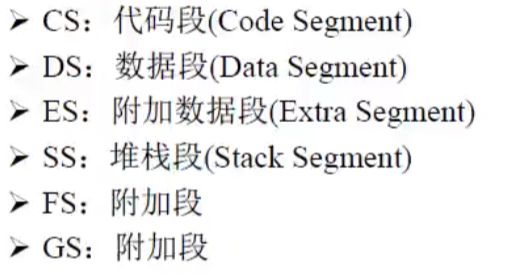 ➢ CS：代码段(Code Segment)
➢ DS：数据段(Data Segment)
➢ ES：附加数据段(Extra Segment)
➢ SS：堆栈段(Stack Segment)
➢ FS：附加段
➢ GS：附加段